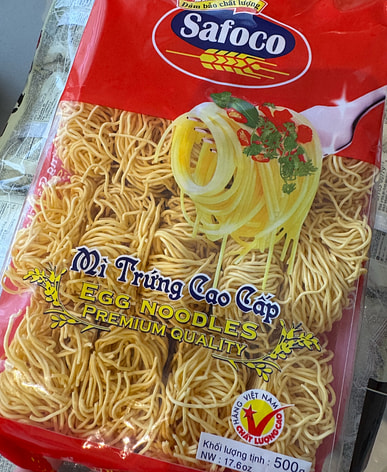 Đảm bảo chất lượng
Safoco
Mì Trứng Cao Cấp
EGG NOODLES
PREMIUM QUALITY
HÀNG VIỆT NAM
CHẤT LƯỢNG CAO
Khối lượng tịnh : 500g
NW : 17.6oz